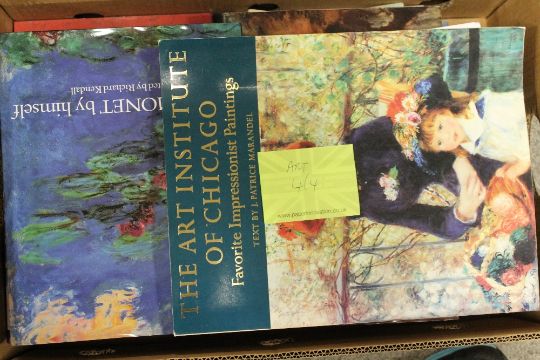 MONET by himself
ted by Richard Kendall
THE ART INSTITUTE
OF CHICAGO
Favorite Impressionist Paintings
TEXT BY J. PATRICE MARANDEL
ART
4/4